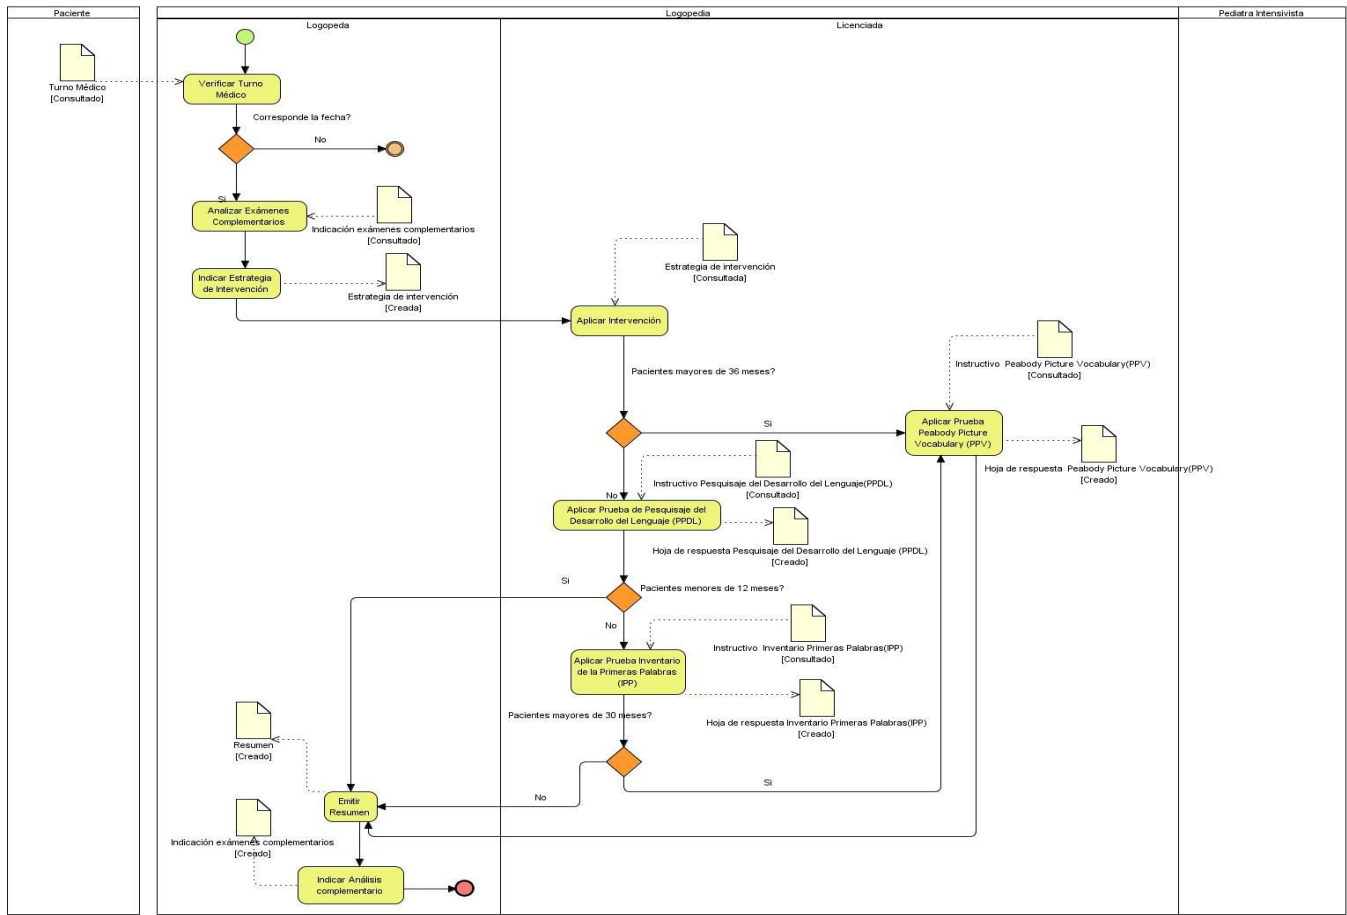 Paciente
Logopedia
Pediatra Intensivista
Logopeda
Licenciada
Turno Médico
[Consultado]
Verificar Turno
Médico
Corresponde la fecha?
No
Si
Analizar Exámenes
Complementarios
Indicación exámenes complementarios
[Consultado]
Indicar Estrategia
de Intervención
Estrategia de intervención
[Creada]
Estrategia de intervención
[Consultada]
Aplicar Intervención
Pacientes mayores de 36 meses?
Instructivo Peabody Picture Vocabulary(PPV)
[Consultado]
Si
Aplicar Prueba
Peabody Picture
Vocabulary (PPV)
Hoja de respuesta Peabody Picture Vocabulary(PPV)
[Creado]
Instructivo Pesquisaje del Desarrollo del Lenguaje(PPDL)
[Consultado]
No
Aplicar Prueba de Pesquisaje del
Desarrollo del Lenguaje (PPDL)
Hoja de respuesta Pesquisaje del Desarrollo del Lenguaje (PPDL)
[Creado]
Si
Pacientes menores de 12 meses?
No
Instructivo Inventario Primeras Palabras(IPP)
[Consultado]
Aplicar Prueba Inventario
de la Primeras Palabras
(IPP)
Hoja de respuesta Inventario Primeras Palabras(IPP)
[Creado]
Pacientes mayores de 30 meses?
Resumen
[Creado]
Si
No
Emitir
Resumen
Indicación exámenes complementarios
[Creado]
Indicar Análisis
complementario